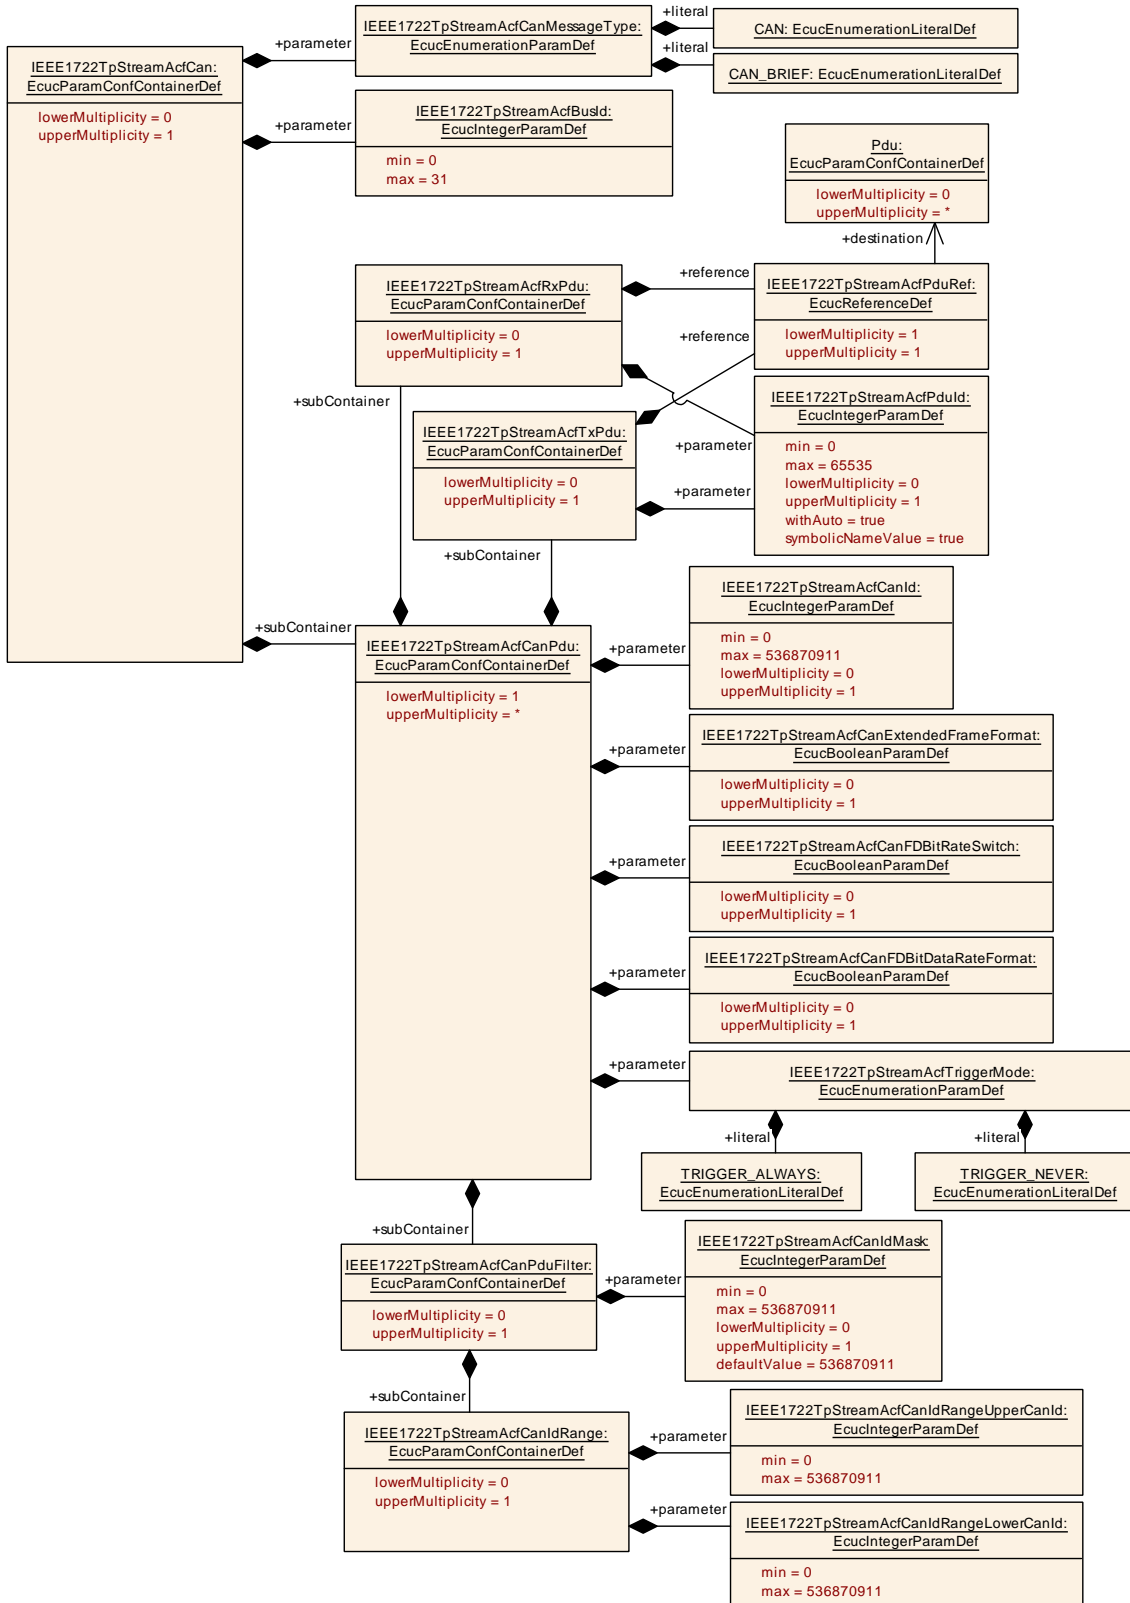 IEEE1722TpStreamAcfCan:
EcucParamConfContainerDef
lowerMultiplicity = 0
upperMultiplicity = 1
+parameter
IEEE1722TpStreamAcfCanMessageType:
EcucEnumerationParamDef
+literal
CAN: EcucEnumerationLiteralDef
+literal
CAN_BRIEF: EcucEnumerationLiteralDef
+parameter
IEEE1722TpStreamAcfBusId:
EcucIntegerParamDef
min = 0
max = 31
Pdu:
EcucParamConfContainerDef
lowerMultiplicity = 0
upperMultiplicity = *
+destination
IEEE1722TpStreamAcfRxPdu:
EcucParamConfContainerDef
lowerMultiplicity = 0
upperMultiplicity = 1
+reference
IEEE1722TpStreamAcfPduRef:
EcucReferenceDef
lowerMultiplicity = 1
upperMultiplicity = 1
+reference
+subContainer
IEEE1722TpStreamAcfTxPdu:
EcucParamConfContainerDef
lowerMultiplicity = 0
upperMultiplicity = 1
+parameter
+parameter
IEEE1722TpStreamAcfPduId:
EcucIntegerParamDef
min = 0
max = 65535
lowerMultiplicity = 0
upperMultiplicity = 1
withAuto = true
symbolicNameValue = true
+subContainer
+subContainer
IEEE1722TpStreamAcfCanPdu:
EcucParamConfContainerDef
lowerMultiplicity = 1
upperMultiplicity = *
+parameter
IEEE1722TpStreamAcfCanId:
EcucIntegerParamDef
min = 0
max = 536870911
lowerMultiplicity = 0
upperMultiplicity = 1
+parameter
IEEE1722TpStreamAcfCanExtendedFrameFormat:
EcucBooleanParamDef
lowerMultiplicity = 0
upperMultiplicity = 1
+parameter
IEEE1722TpStreamAcfCanFDBitRateSwitch:
EcucBooleanParamDef
lowerMultiplicity = 0
upperMultiplicity = 1
+parameter
IEEE1722TpStreamAcfCanFDBitDataRateFormat:
EcucBooleanParamDef
lowerMultiplicity = 0
upperMultiplicity = 1
+parameter
IEEE1722TpStreamAcfTriggerMode:
EcucEnumerationParamDef
+literal
+literal
TRIGGER_ALWAYS:
EcucEnumerationLiteralDef
TRIGGER_NEVER:
EcucEnumerationLiteralDef
+subContainer
IEEE1722TpStreamAcfCanPduFilter:
EcucParamConfContainerDef
lowerMultiplicity = 0
upperMultiplicity = 1
+parameter
IEEE1722TpStreamAcfCanIdMask:
EcucIntegerParamDef
min = 0
max = 536870911
lowerMultiplicity = 0
upperMultiplicity = 1
defaultValue = 536870911
+subContainer
IEEE1722TpStreamAcfCanIdRange:
EcucParamConfContainerDef
lowerMultiplicity = 0
upperMultiplicity = 1
+parameter
IEEE1722TpStreamAcfCanIdRangeUpperCanId:
EcucIntegerParamDef
min = 0
max = 536870911
+parameter
IEEE1722TpStreamAcfCanIdRangeLowerCanId:
EcucIntegerParamDef
min = 0
max = 536870911